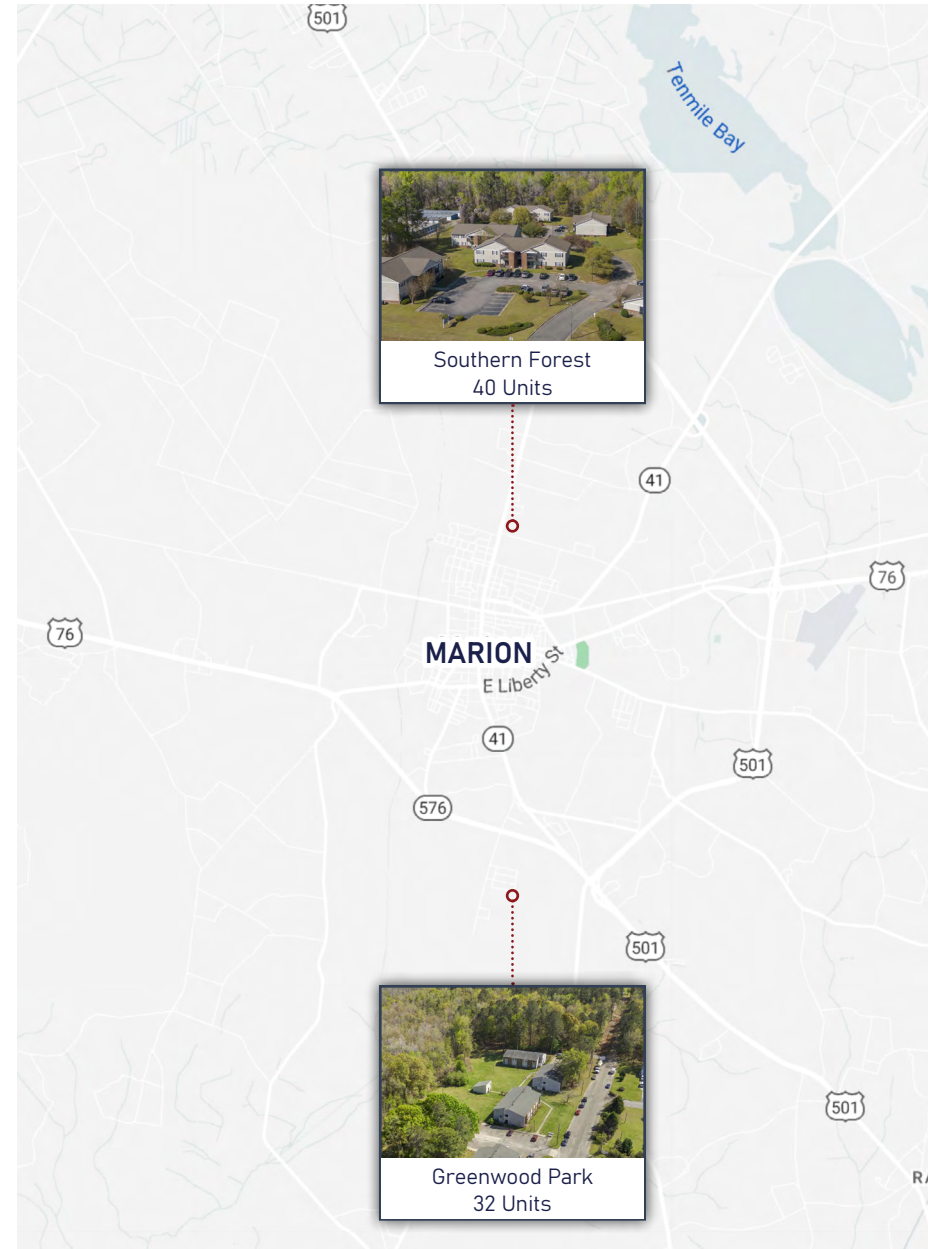 501
Tenmile Bay
Southern Forest
40 Units
41
76
76
MARION
E Liberty St
41
501
576
501
Greenwood Park
32 Units
501